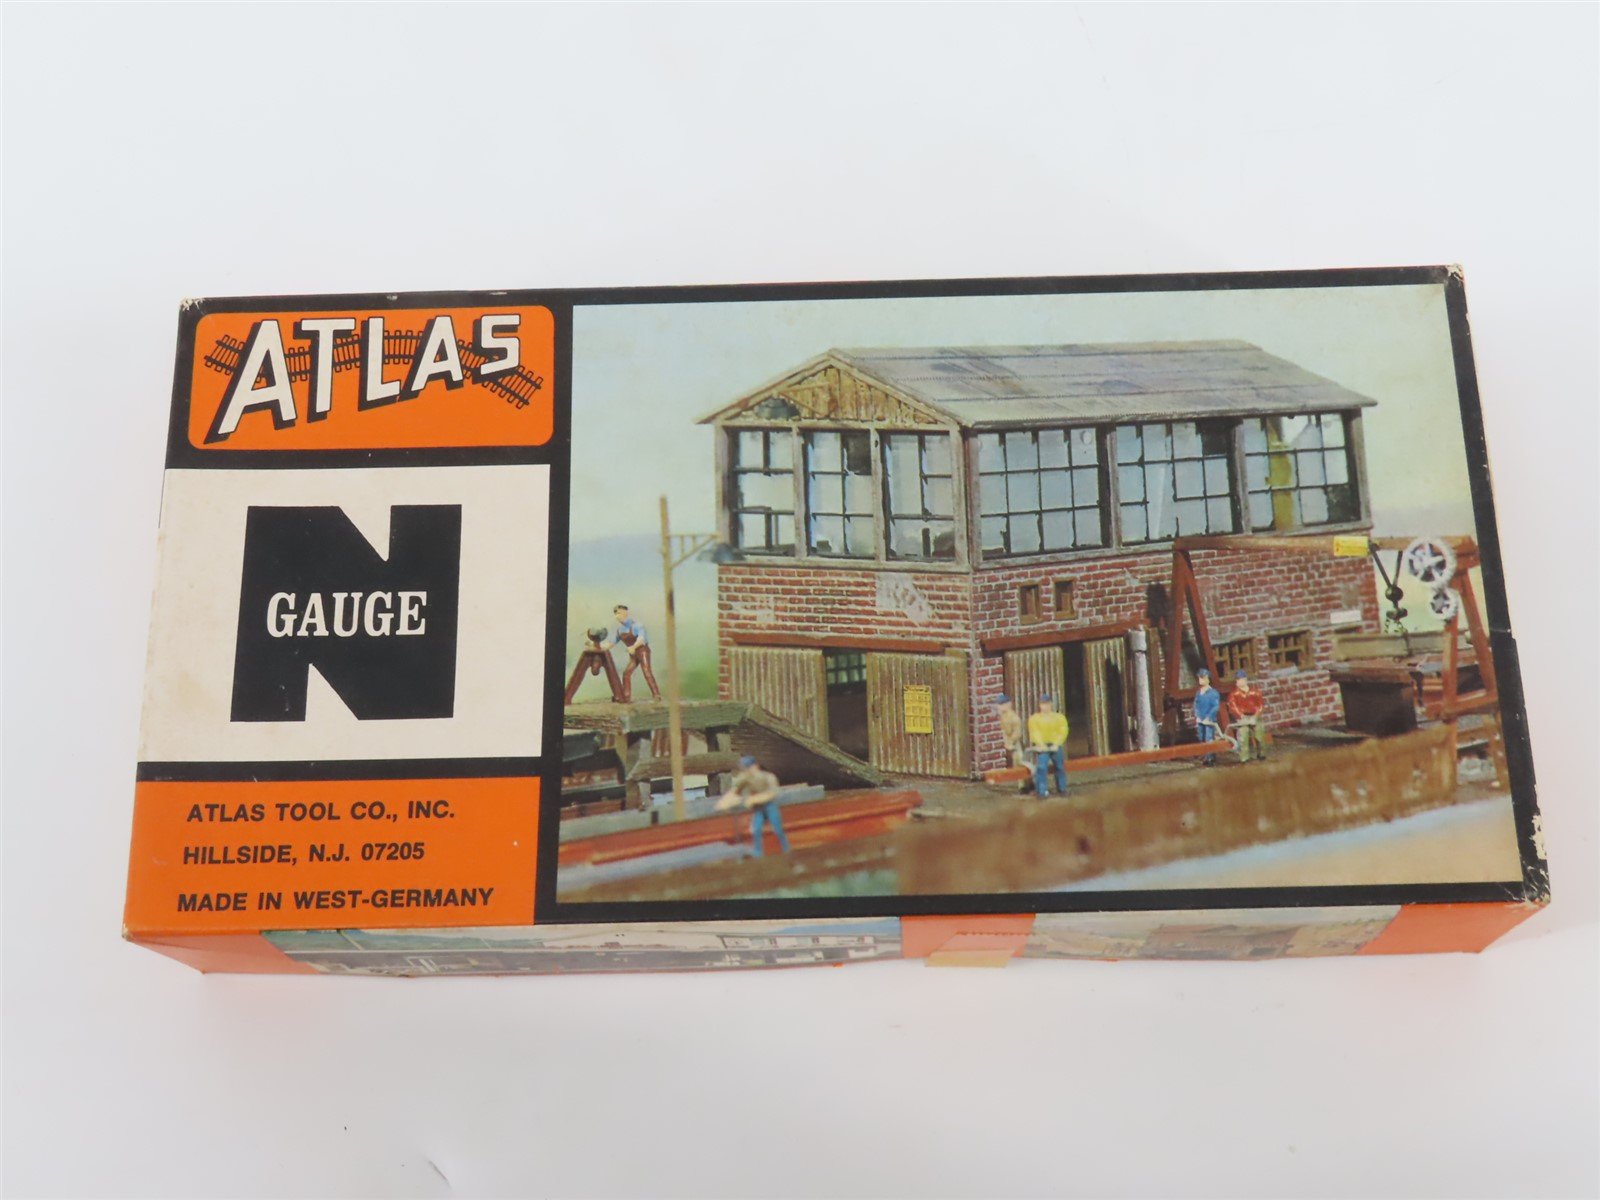 ATLAS
N
GAUGE
ATLAS TOOL CO., INC.
HILLSIDE, N.J. 07205
MADE IN WEST-GERMANY